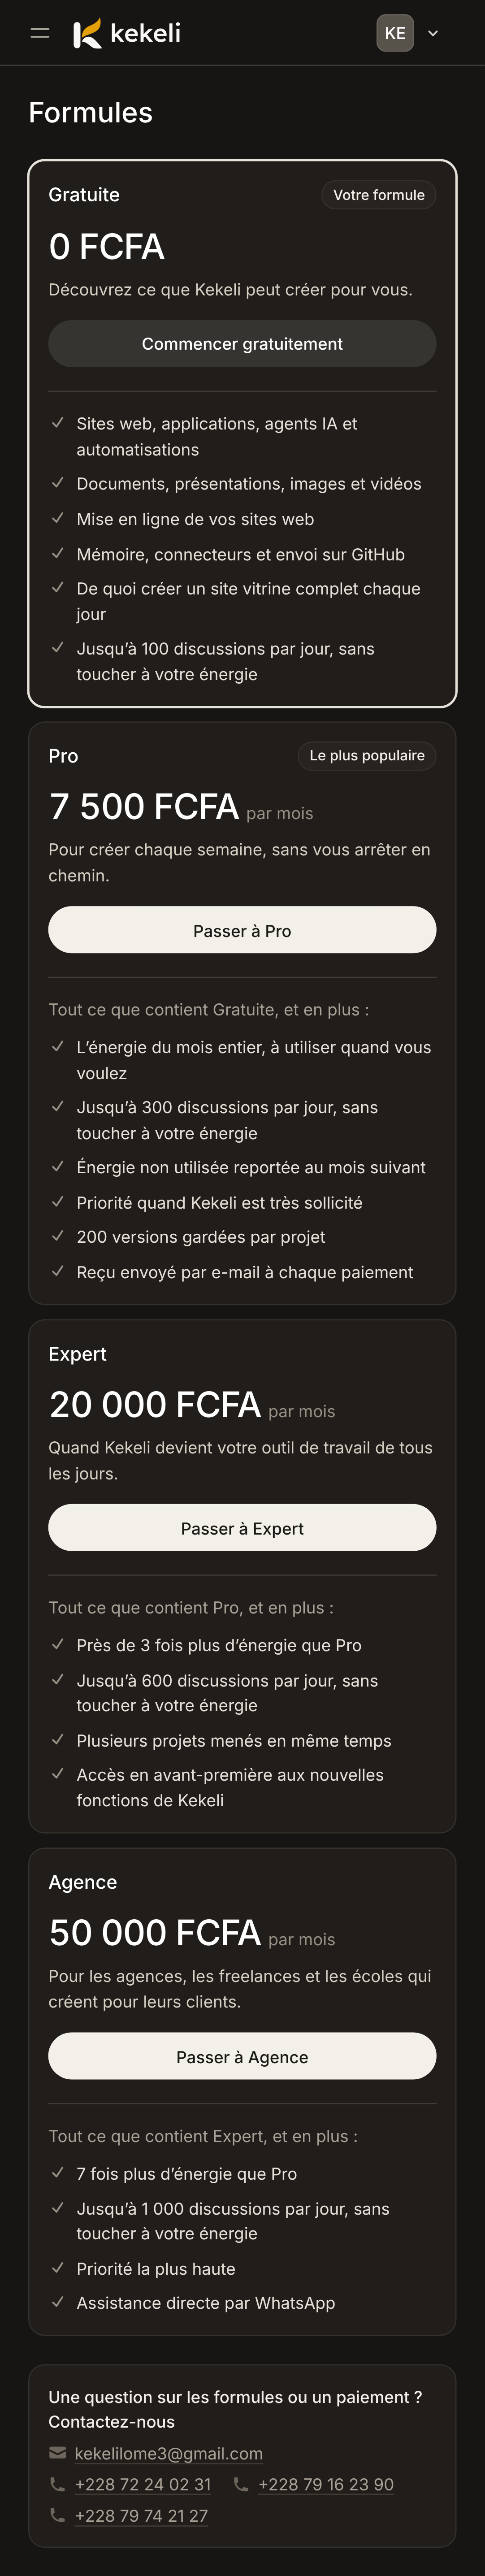 kekeli
KE
Formules
Gratuite
Votre formule
0 FCFA
Découvrez ce que Kekeli peut créer pour vous.
Commencer gratuitement
Sites web, applications, agents IA et
automatisations
Documents, présentations, images et vidéos
Mise en ligne de vos sites web
Mémoire, connecteurs et envoi sur GitHub
De quoi créer un site vitrine complet chaque
jour
Jusqu’à 100 discussions par jour, sans
toucher à votre énergie
Pro
Le plus populaire
7 500 FCFA par mois
Pour créer chaque semaine, sans vous arrêter en
chemin.
Passer à Pro
Tout ce que contient Gratuite, et en plus :
L’énergie du mois entier, à utiliser quand vous
voulez
Jusqu’à 300 discussions par jour, sans
toucher à votre énergie
Énergie non utilisée reportée au mois suivant
Priorité quand Kekeli est très sollicité
200 versions gardées par projet
Reçu envoyé par e-mail à chaque paiement
Expert
20 000 FCFA par mois
Quand Kekeli devient votre outil de travail de tous
les jours.
Passer à Expert
Tout ce que contient Pro, et en plus :
Près de 3 fois plus d’énergie que Pro
Jusqu’à 600 discussions par jour, sans
toucher à votre énergie
Plusieurs projets menés en même temps
Accès en avant-première aux nouvelles
fonctions de Kekeli
Agence
50 000 FCFA par mois
Pour les agences, les freelances et les écoles qui
créent pour leurs clients.
Passer à Agence
Tout ce que contient Expert, et en plus :
7 fois plus d’énergie que Pro
Jusqu’à 1 000 discussions par jour, sans
toucher à votre énergie
Priorité la plus haute
Assistance directe par WhatsApp
Une question sur les formules ou un paiement ?
Contactez-nous
kekelilome3@gmail.com
+228 72 24 02 31 +228 79 16 23 90
+228 79 74 21 27